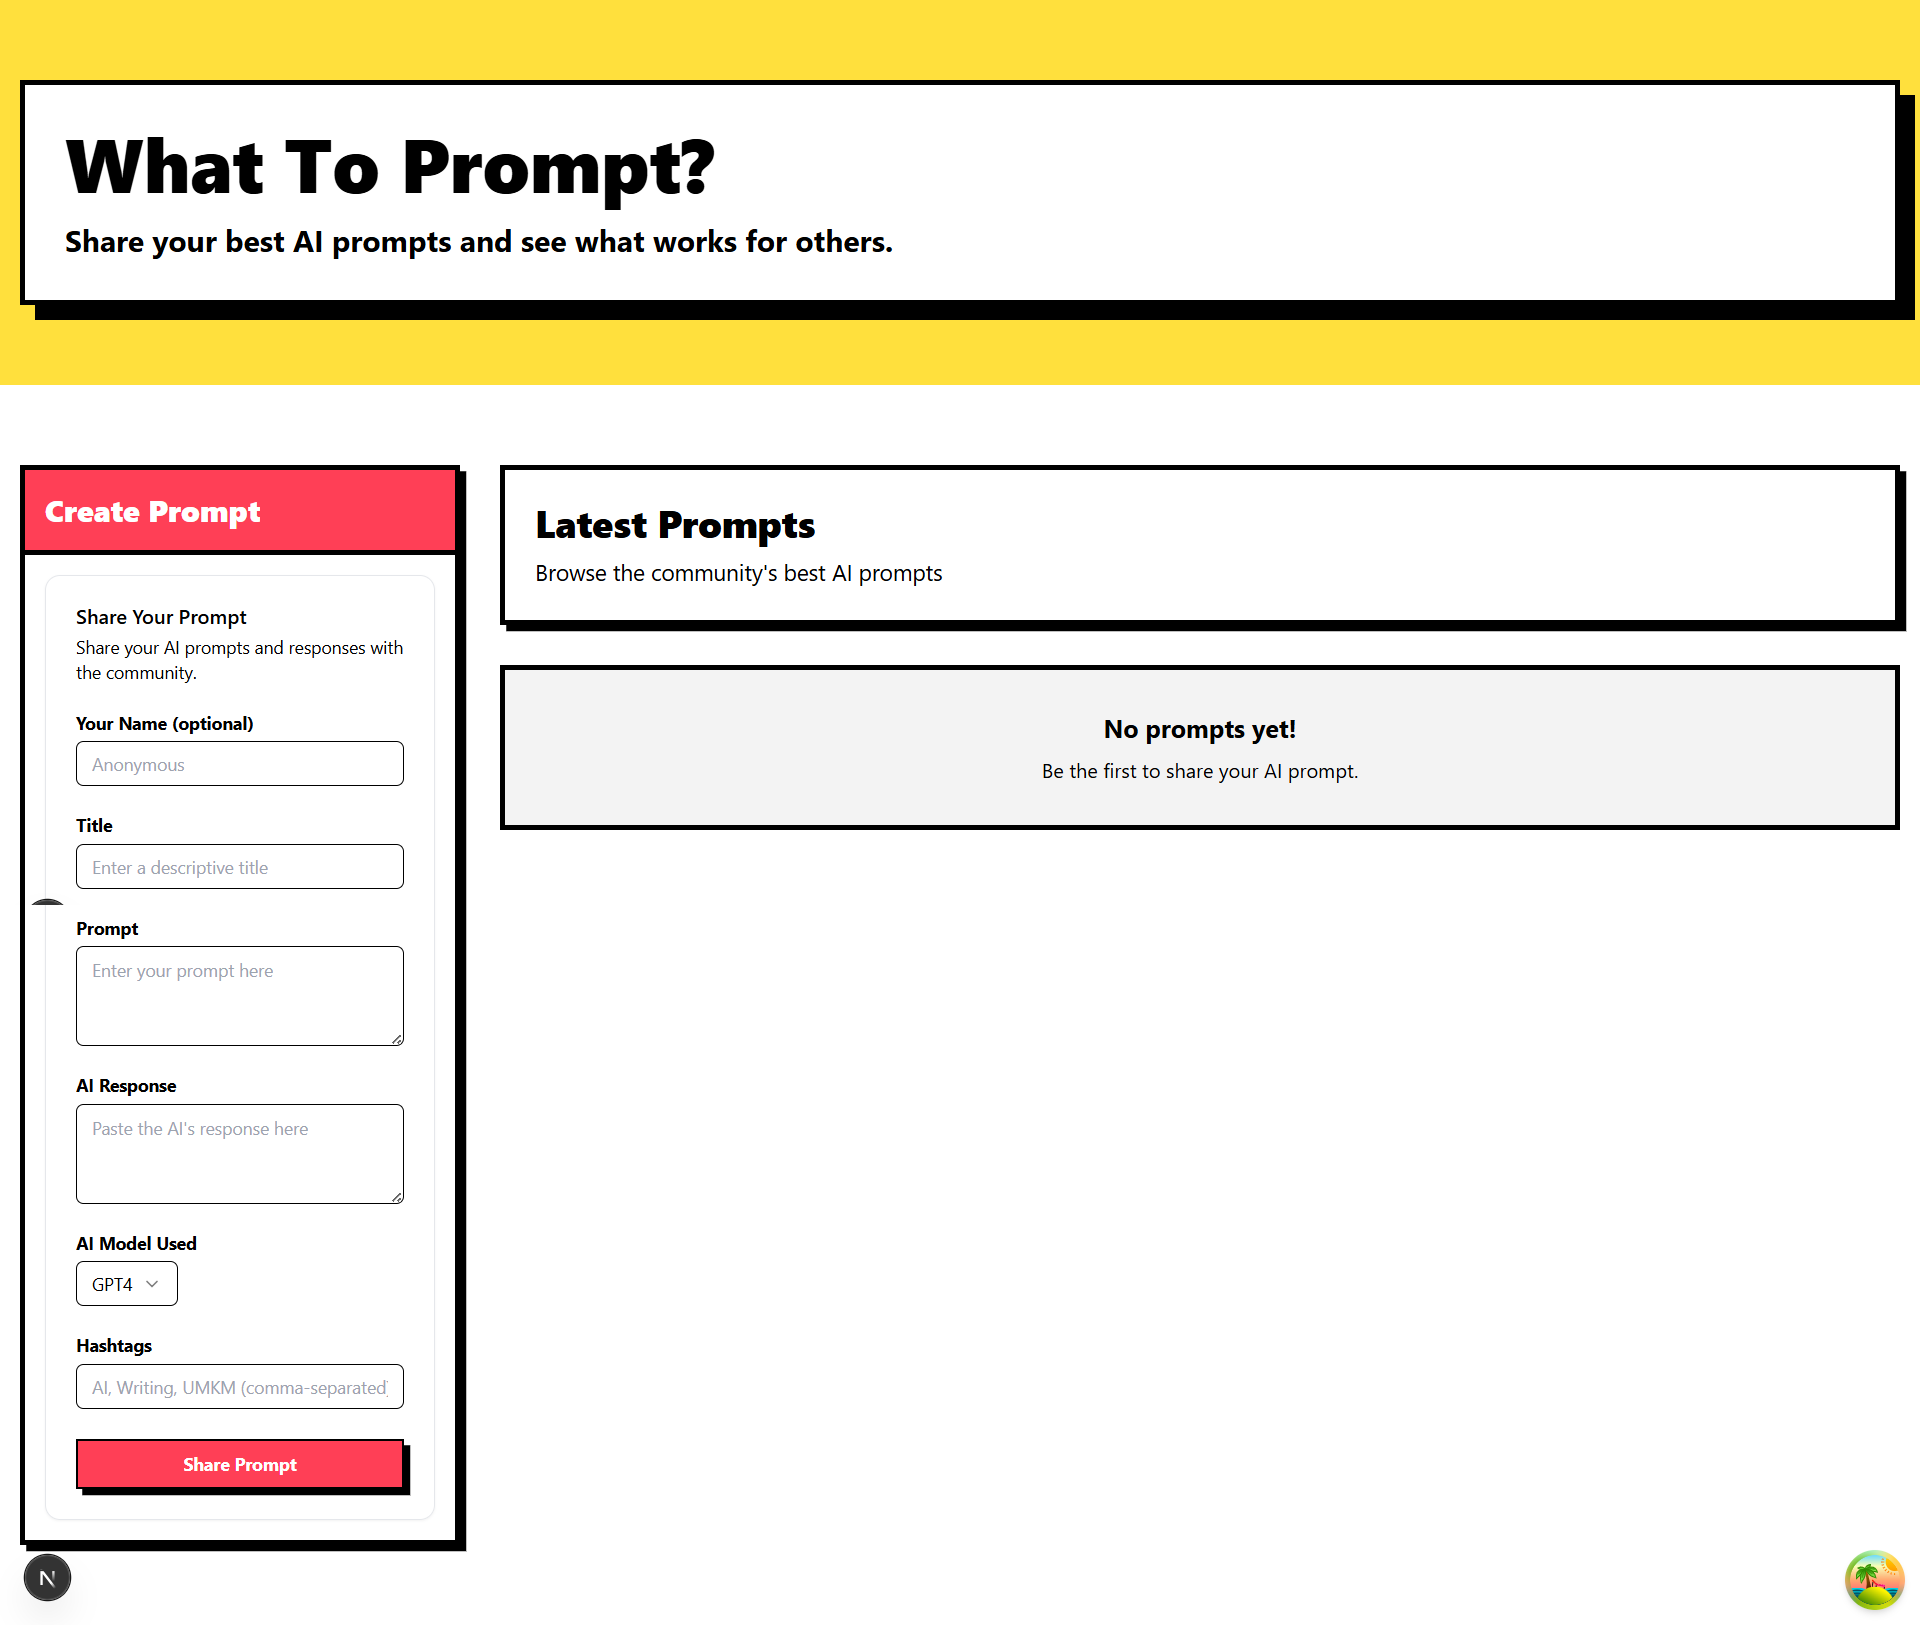 What To Prompt?
Share your best AI prompts and see what works for others.
Create Prompt
Share Your Prompt
Share your AI prompts and responses with
the community.
Your Name (optional)
Anonymous
Title
Enter a descriptive title
Prompt
Enter your prompt here
AI Response
Paste the AI's response here
AI Model Used
GPT4
Hashtags
AI, Writing, UMKM (comma-separated)
Share Prompt
N
Latest Prompts
Browse the community's best AI prompts
No prompts yet!
Be the first to share your AI prompt.